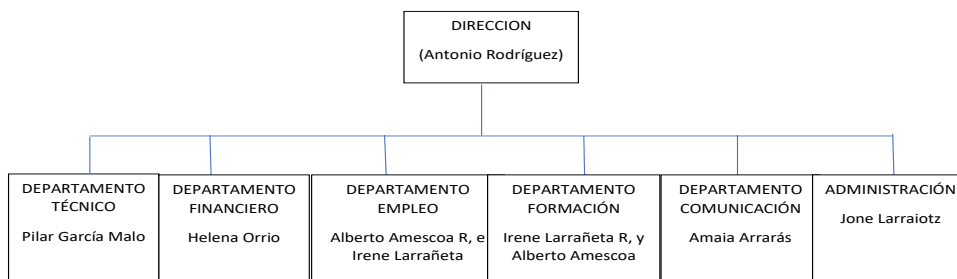 DIRECCION
(Antonio Rodríguez)
DEPARTAMENTO
TÉCNICO
Pilar García Malo
DEPARTAMENTO
FINANCIERO
Helena Orrio
DEPARTAMENTO
EMPLEO
Alberto Amescoa R, e
Irene Larrañeta
DEPARTAMENTO
FORMACIÓN
Irene Larrañeta R, y
Alberto Amescoa
DEPARTAMENTO
COMUNICACIÓN
Amaia Arrarás
ADMINISTRACIÓN
Jone Larraiotz